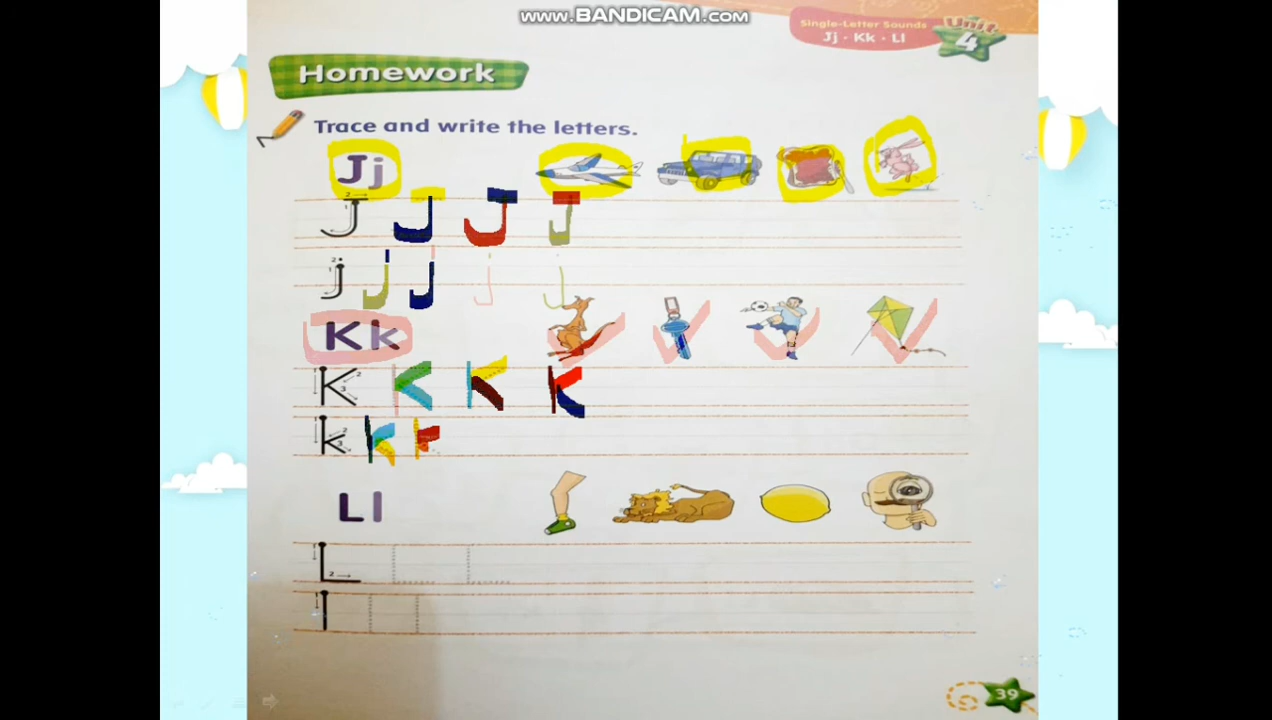 www.BANDICAM.com
Single-Letter Sounds
Jj · Kk · Ll
Unit 4
Homework
Trace and write the letters.
Jj
J J J J
j j j j j
Kk
K K K K
k k k
Ll
L L L
l l l
39